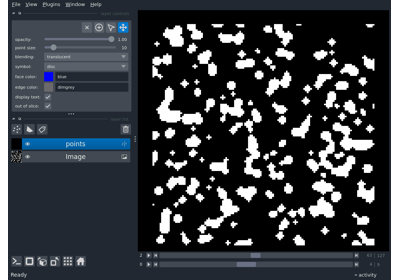 File View Plugins Window Help
opacity: 1.00
point size: 10
blending: translucent
symbol: disc
face color: blue
edge color: dimgrey
display text: ✓
out of slice: ✓
points
Image
Ready
activity